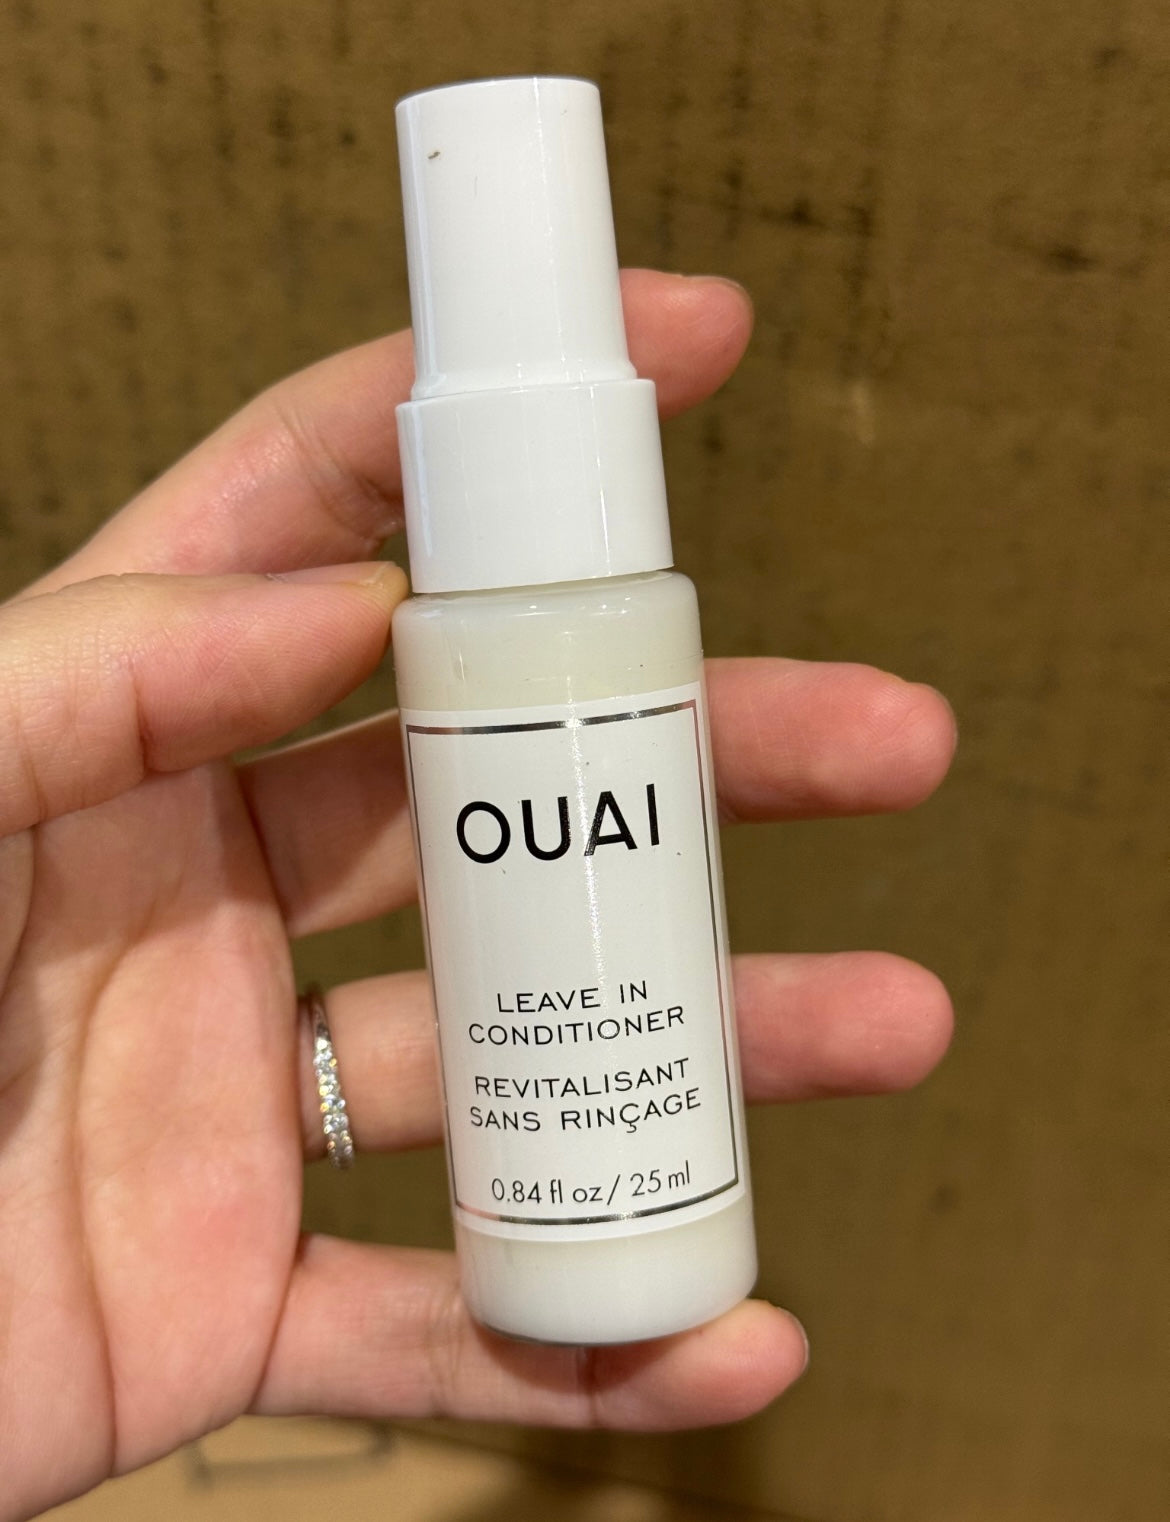 OUAI
LEAVE IN
CONDITIONER
REVITALISANT
SANS RINÇAGE
0.84 fl oz / 25 ml